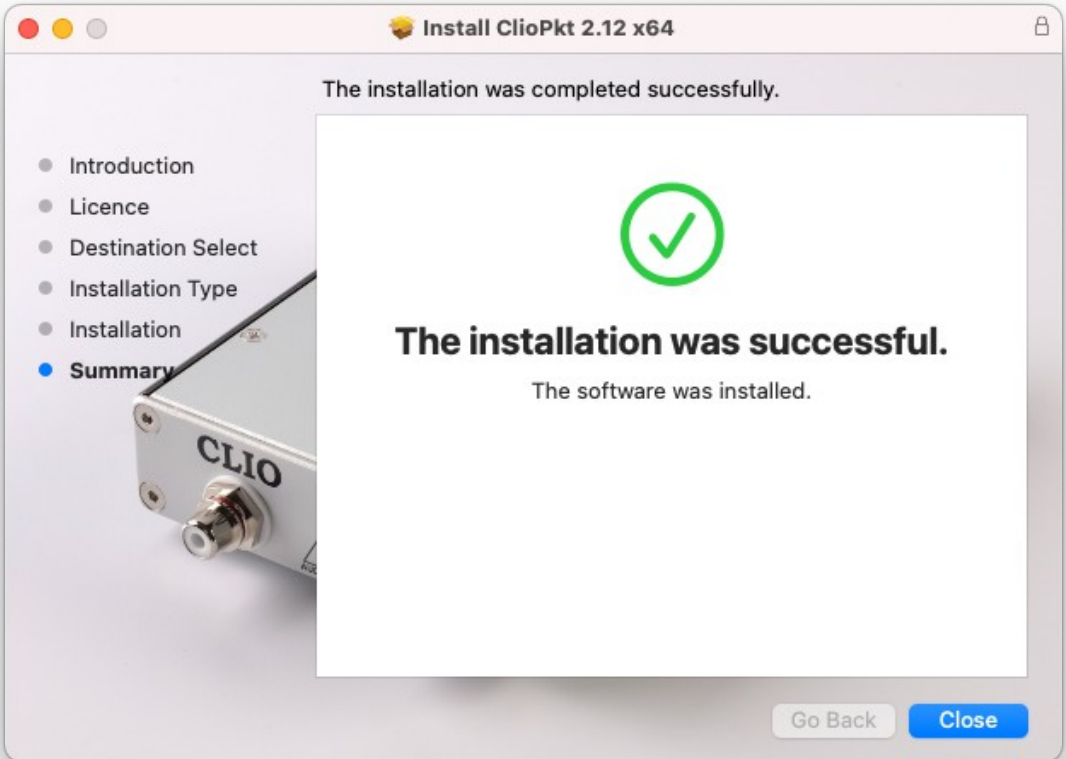 Install ClioPkt 2.12 x64
The installation was completed successfully.
Introduction
Licence
Destination Select
Installation Type
Installation
Summary
CLIO
The installation was successful.
The software was installed.
Go Back
Close